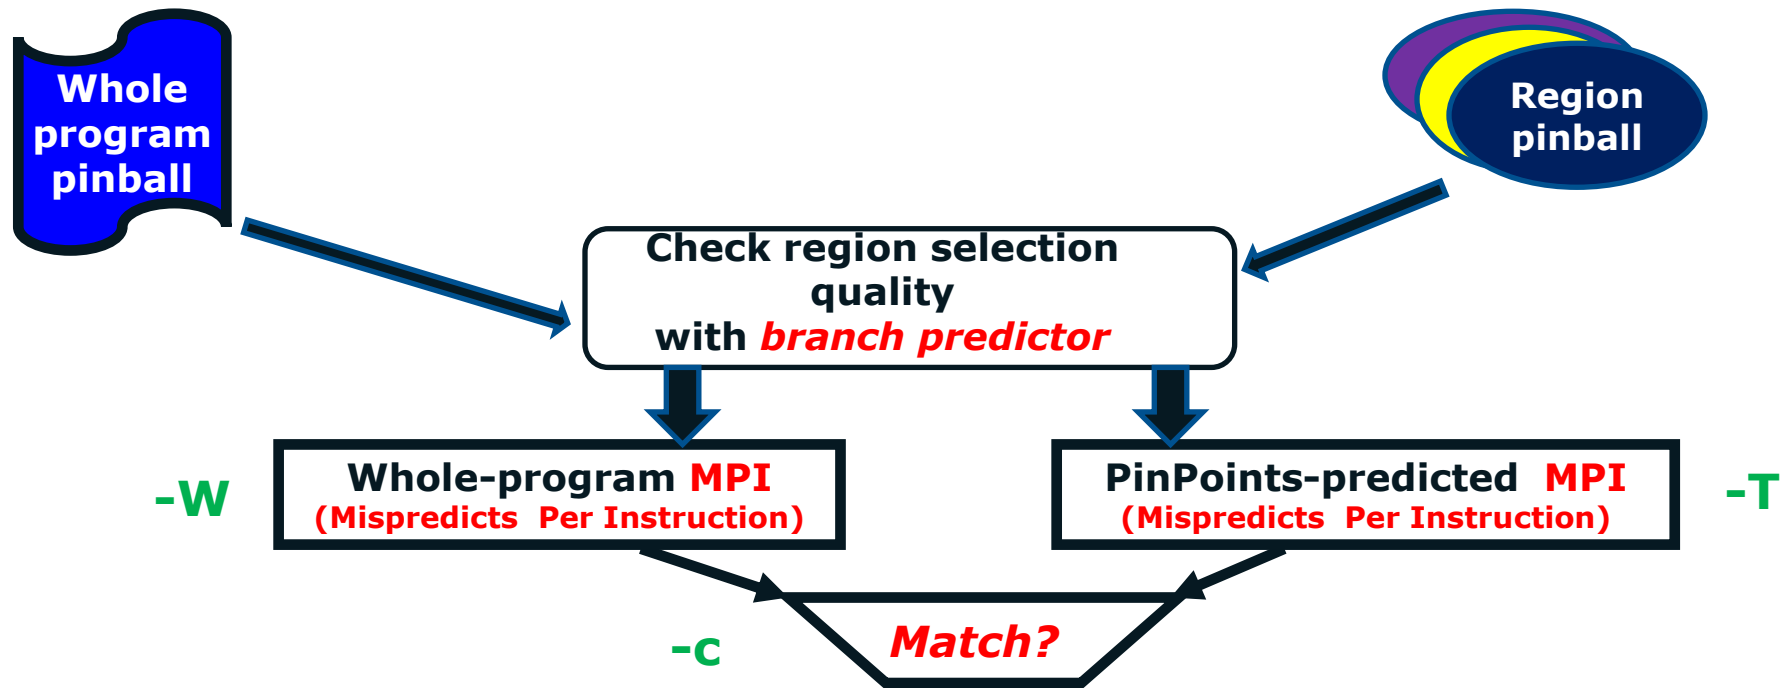 Whole
program
pinball
Region
pinball
Check region selection
quality
with branch predictor
-W
Whole-program MPI
(Mispredicts Per Instruction)
PinPoints-predicted MPI
(Mispredicts Per Instruction)
-T
-c
Match?